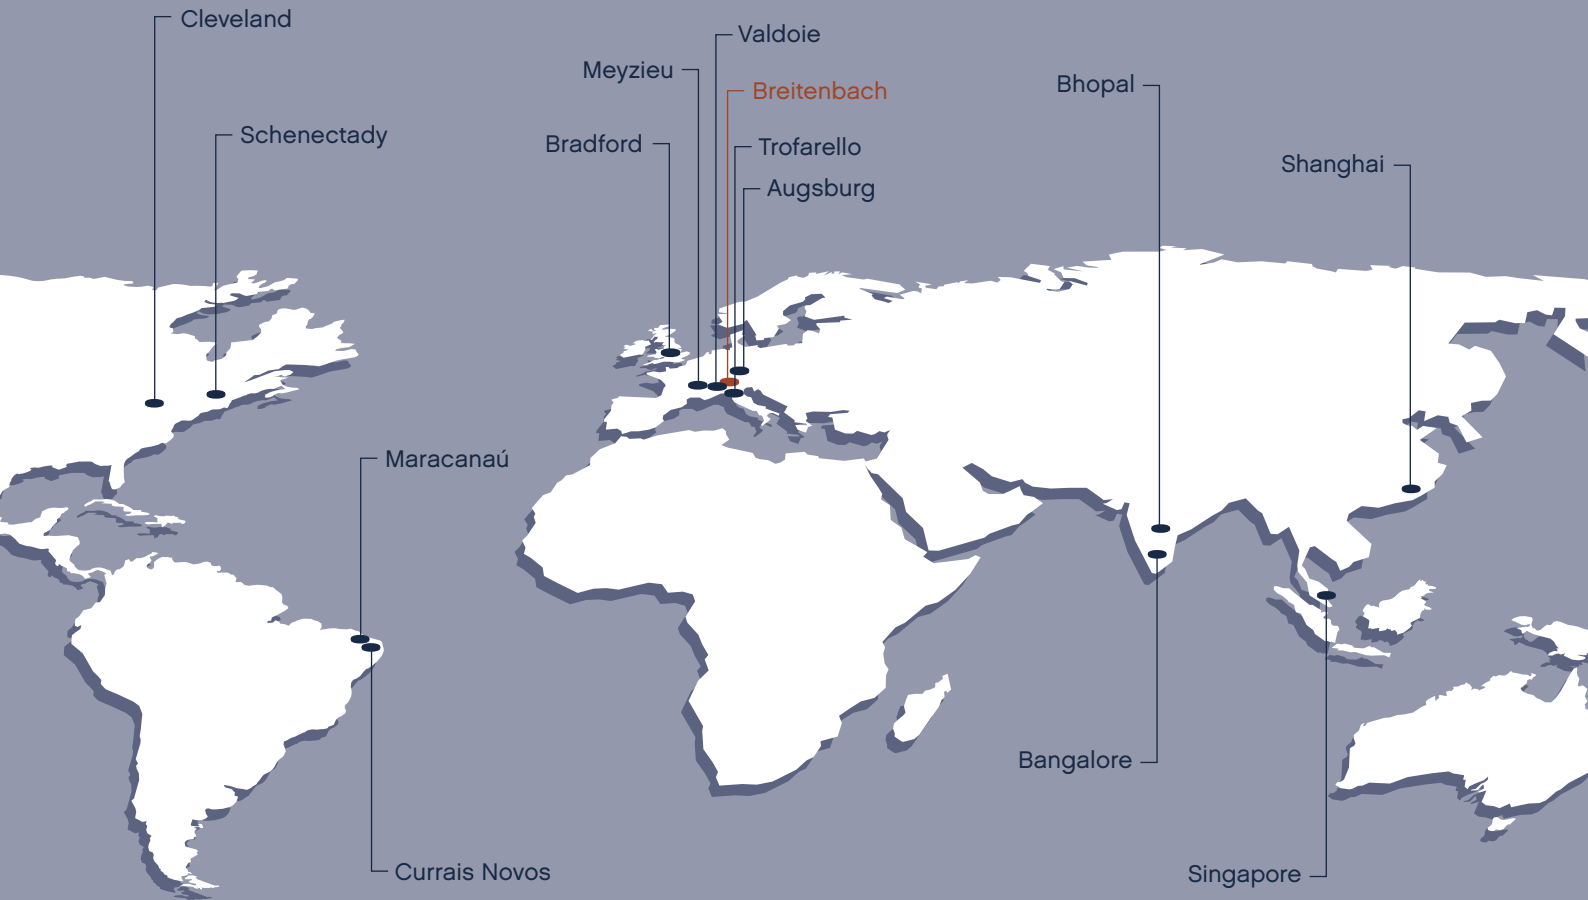 Cleveland
Valdoie
Meyzieu
Bhopal
Breitenbach
Schenectady
Bradford
Trofarello
Shanghai
Augsburg
Maracanaú
Bangalore
Currais Novos
Singapore